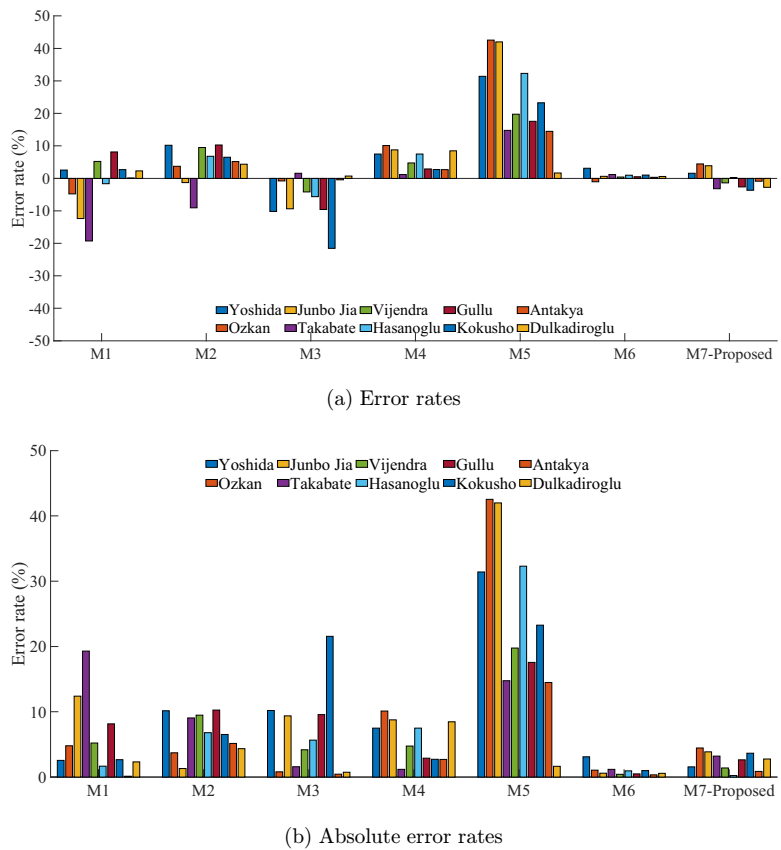 50
40
30
20
10
0
-10
-20
-30
-40
-50
Error rate (%)
Yoshida Junbo Jia Vijendra Gullu Antakya
Ozkan Takabate Hasanoglu Kokusho Dulkadiroglu
M1 M2 M3 M4 M5 M6 M7-Proposed
(a) Error rates
50
40
30
20
10
0
Error rate (%)
Yoshida Junbo Jia Vijendra Gullu Antakya
Ozkan Takabate Hasanoglu Kokusho Dulkadiroglu
M1 M2 M3 M4 M5 M6 M7-Proposed
(b) Absolute error rates